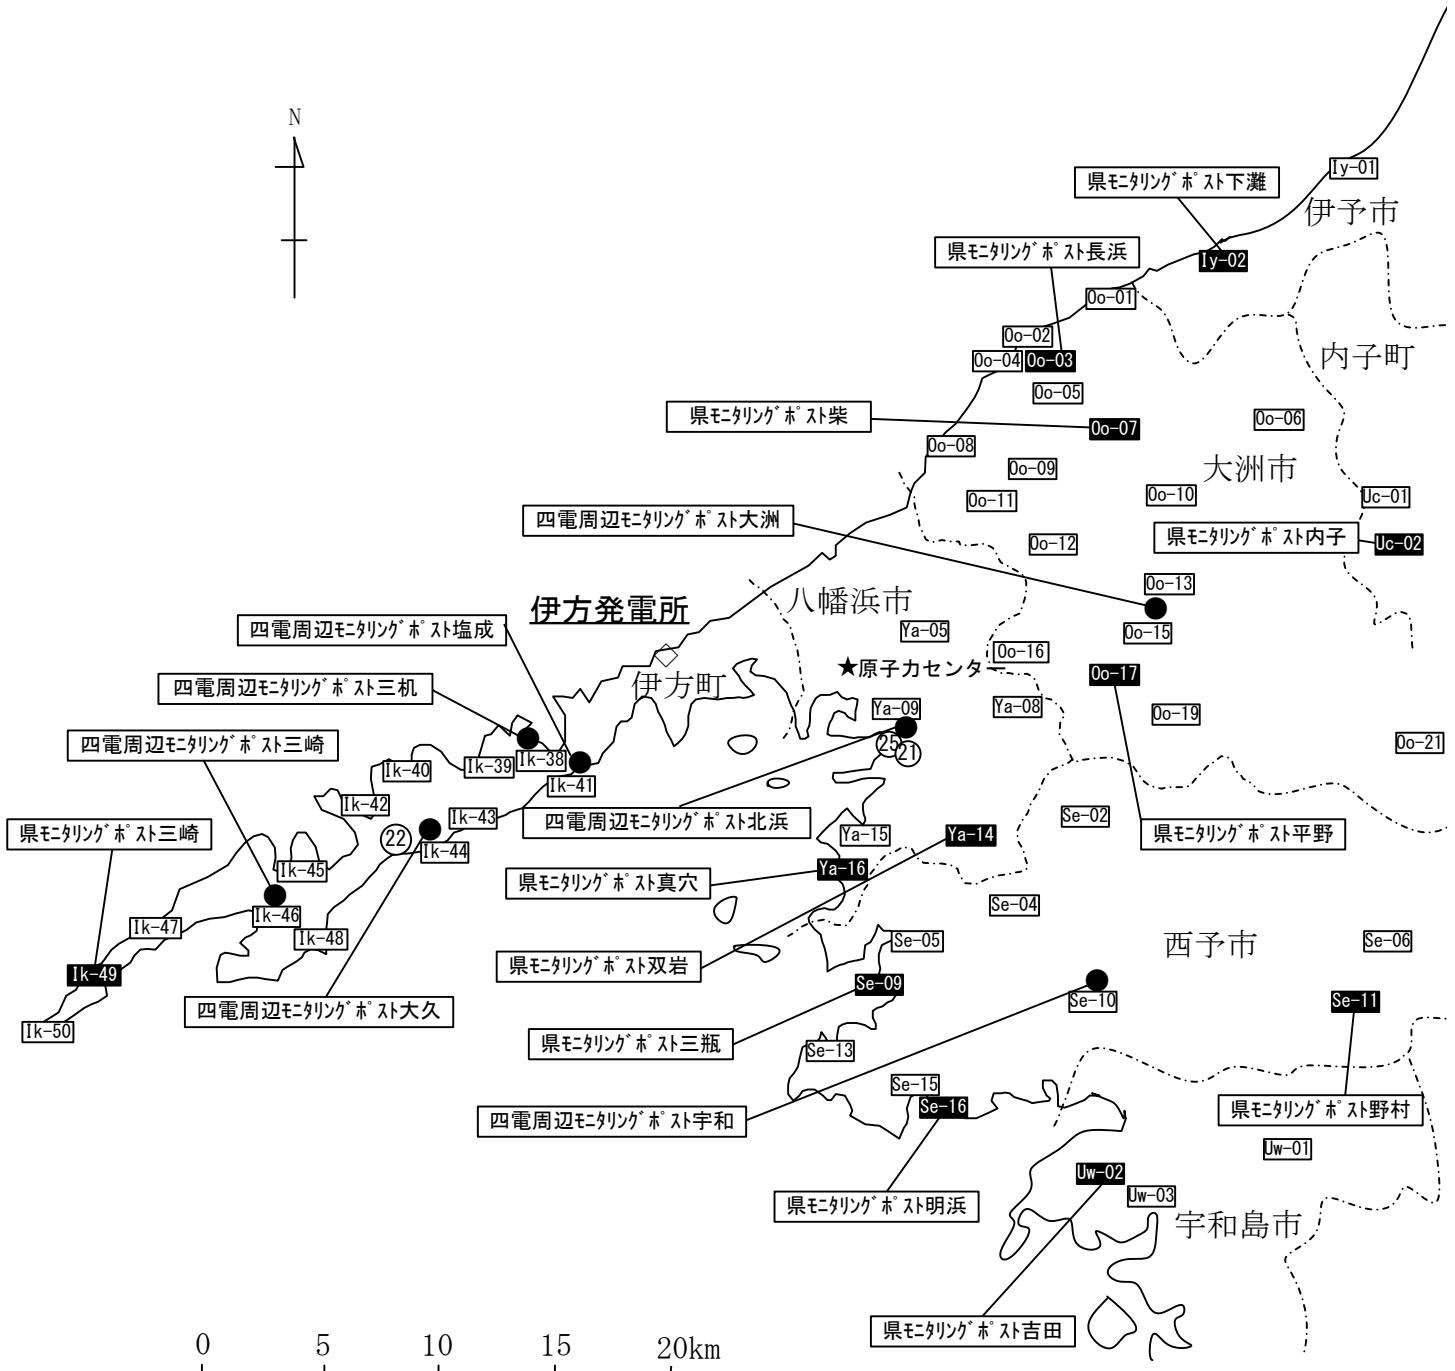 N
Iy-01
県モニタリングポスト下灘
伊予市
県モニタリングポスト長浜
Iy-02
Oo-01
Oo-02
内子町
Oo-04
Oo-03
Oo-05
県モニタリングポスト柴
Oo-07
Oo-06
Oo-08
Oo-09
大洲市
Oo-11
Oo-10
Uc-01
四電周辺モニタリングポスト大洲
県モニタリングポスト内子
Uc-02
Oo-12
Oo-13
伊方発電所
八幡浜市
四電周辺モニタリングポスト塩成
Ya-05
Oo-15
Oo-16
★原子力センター
伊方町
四電周辺モニタリングポスト三机
Oo-17
Ya-09
Ya-08
Oo-19
四電周辺モニタリングポスト三崎
25
21
Oo-21
Ik-38
Ik-39
Ik-40
Ik-41
Ik-42
Ik-43
四電周辺モニタリングポスト北浜
Se-02
県モニタリングポスト三崎
22
Ik-44
Ya-15
Ya-14
県モニタリングポスト平野
Ik-45
Ya-16
県モニタリングポスト真穴
Se-04
Ik-46
Ik-47
Ik-48
Se-05
西予市
Se-06
県モニタリングポスト双岩
Ik-49
Se-09
Se-10
Se-11
四電周辺モニタリングポスト大久
Ik-50
県モニタリングポスト三瓶
Se-13
Se-15
Se-16
四電周辺モニタリングポスト宇和
県モニタリングポスト野村
Uw-01
Uw-02
Uw-03
県モニタリングポスト明浜
宇和島市
県モニタリングポスト吉田
0 5 10 15 20km